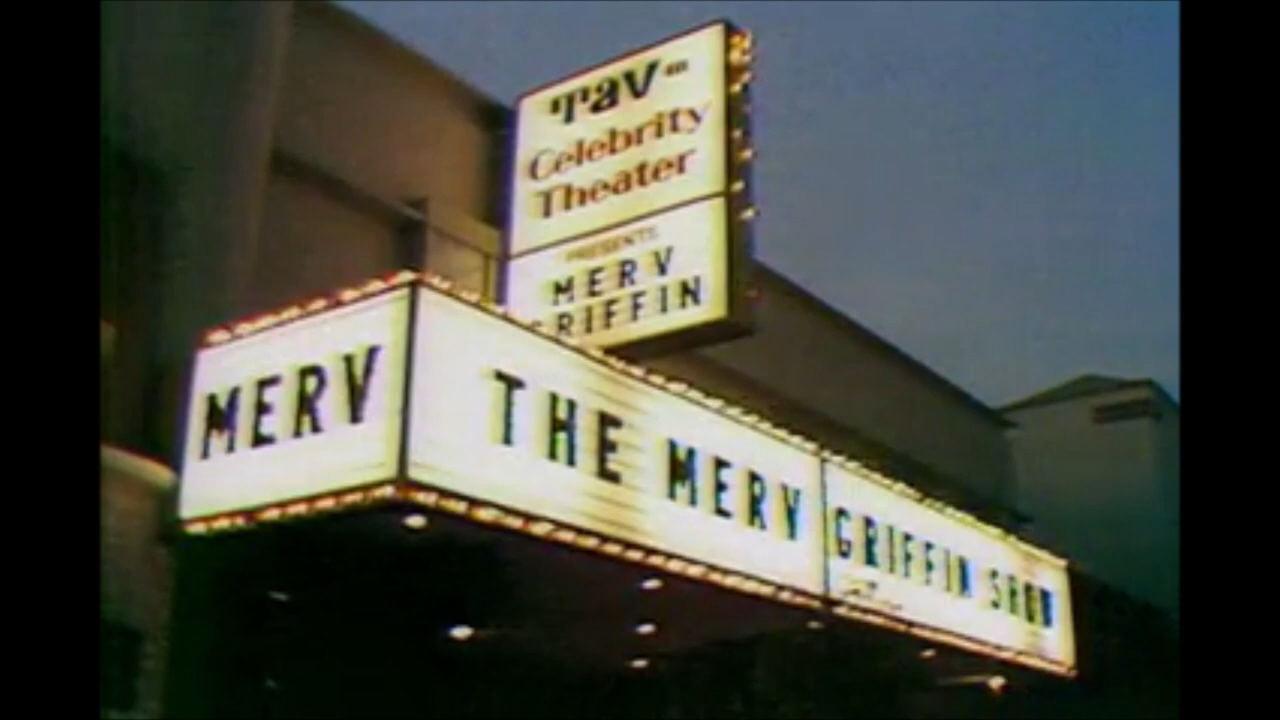 Tav-
Celebrity
Theater
PRESENTS
MERV
GRIFFIN
MERV
THE MERV GRIFFIN SHOW